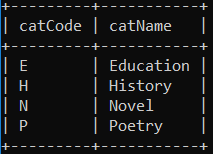 +---------+-----------+
| catCode | catName   |
+---------+-----------+
| E       | Education |
| H       | History   |
| N       | Novel     |
| P       | Poetry    |
+---------+-----------+